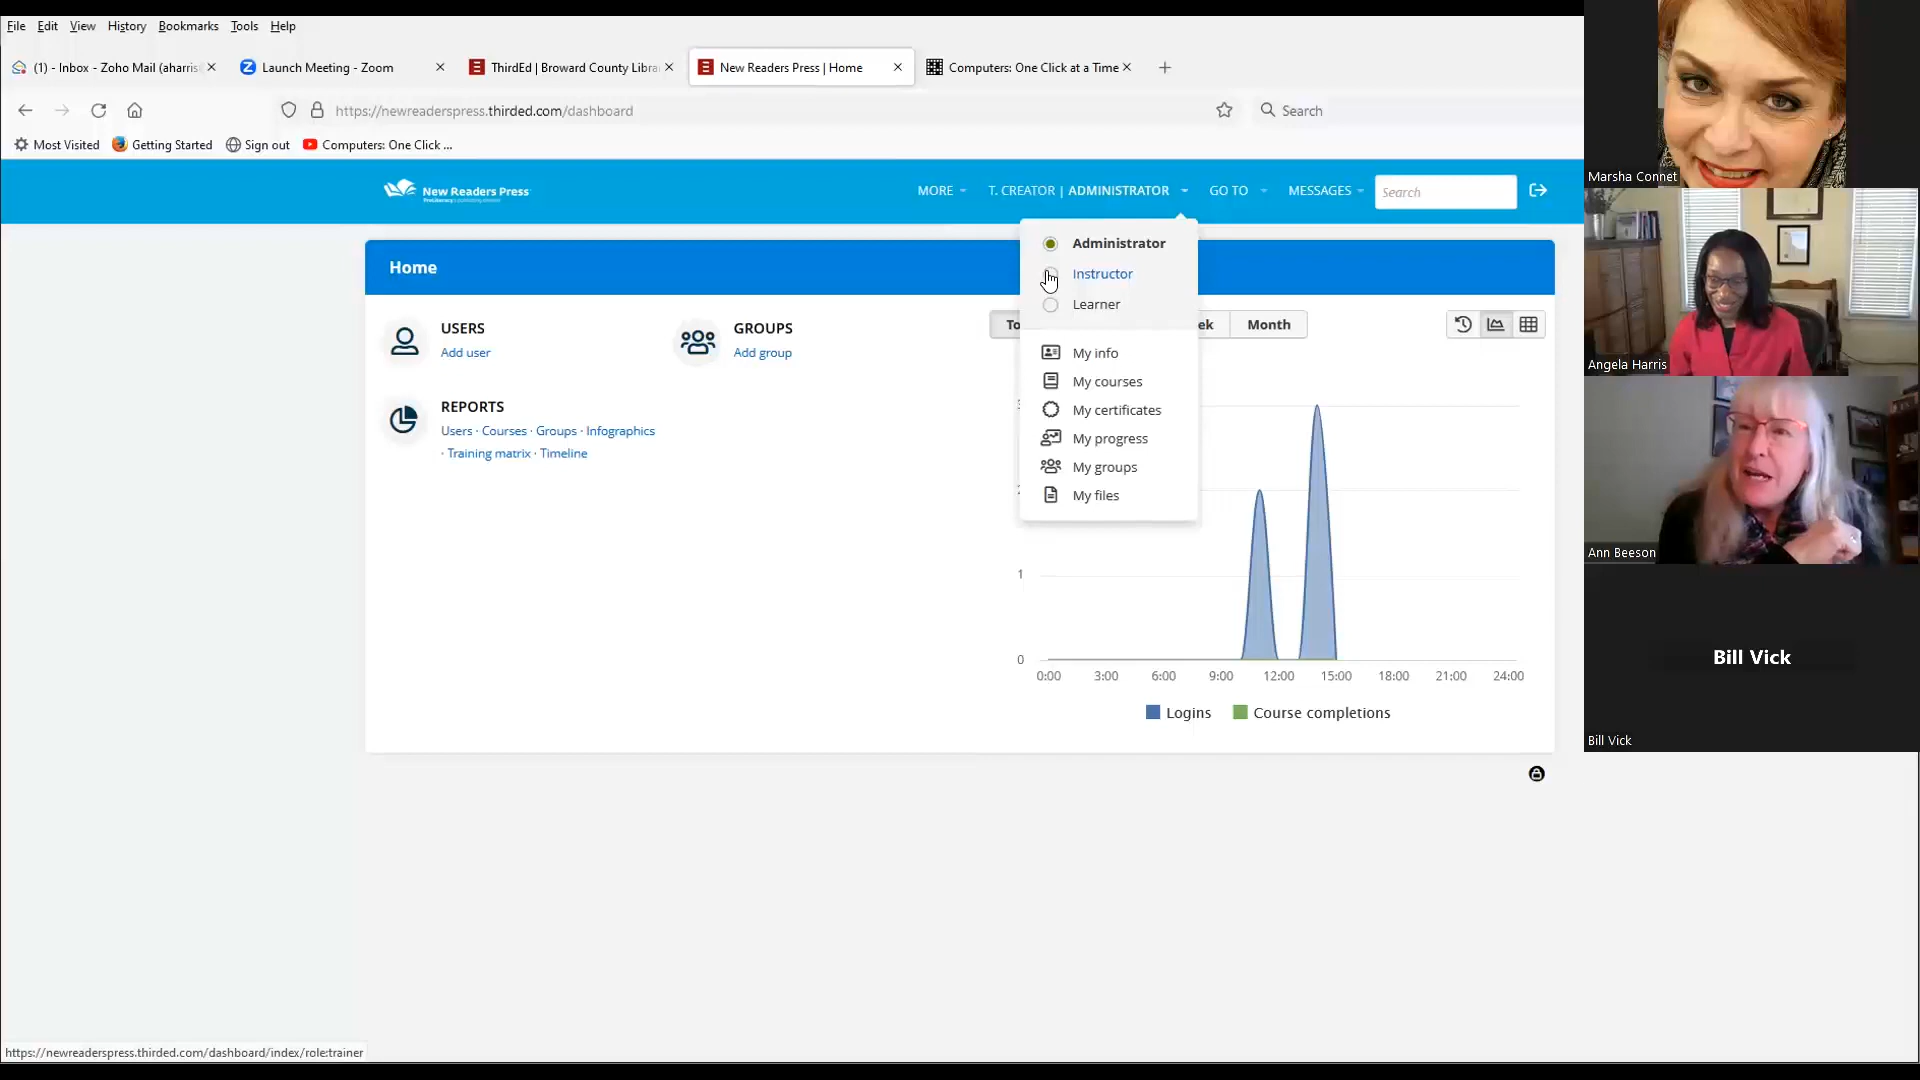 File Edit View History Bookmarks Tools Help
(1) - Inbox - Zoho Mail (aharris
Launch Meeting - Zoom
ThirdEd | Broward County Libra
New Readers Press | Home
Computers: One Click at a Time
https://newreaderspress.thirded.com/dashboard
Search
Most Visited
Getting Started
Sign out
Computers: One Click ...
New Readers Press
MORE
T. CREATOR | ADMINISTRATOR
GO TO
MESSAGES
Search
Administrator
Instructor
Learner
My info
My courses
My certificates
My progress
My groups
My files
Home
USERS
Add user
GROUPS
Add group
REPORTS
Users · Courses · Groups · Infographics
· Training matrix · Timeline
To
ek
Month
1
0
0:00 3:00 6:00 9:00 12:00 15:00 18:00 21:00 24:00
Logins
Course completions
Marsha Connet
Angela Harris
Ann Beeson
Bill Vick
Bill Vick
https://newreaderspress.thirded.com/dashboard/index/role:trainer